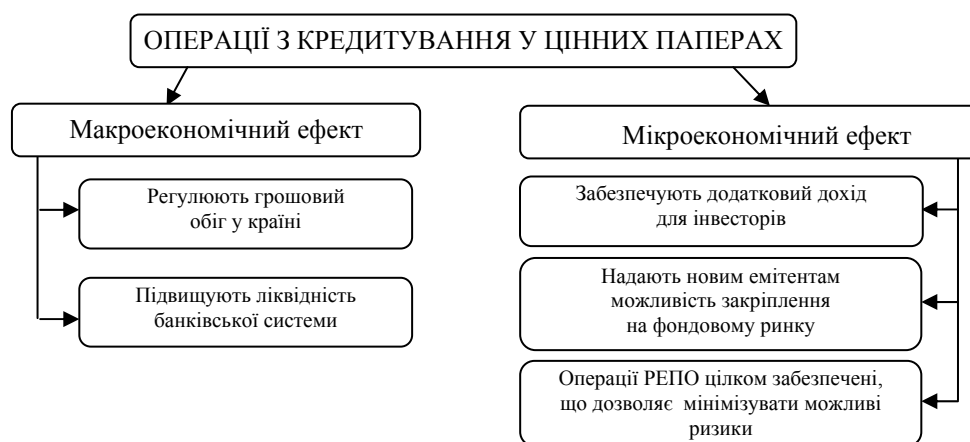 ОПЕРАЦІЇ З КРЕДИТУВАННЯ У ЦІННИХ ПАПЕРАХ
Макроекономічний ефект
Регулюють грошовий
обіг у країні
Підвищують ліквідність
банківської системи
Мікроекономічний ефект
Забезпечують додатковий дохід
для інвесторів
Надають новим емітентам
можливість закріплення
на фондовому ринку
Операції РЕПО цілком забезпечені,
що дозволяє мінімізувати можливі
ризики